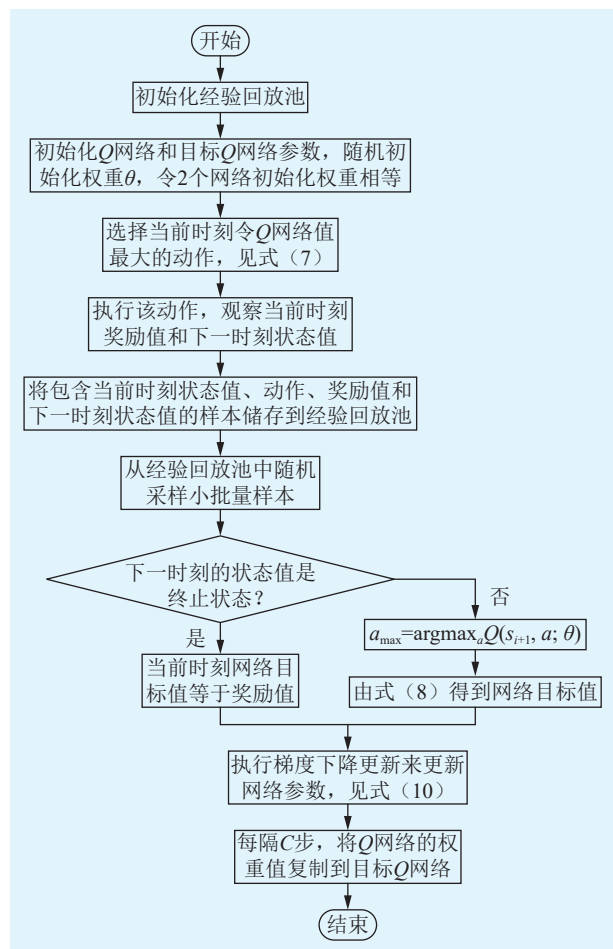 开始
初始化经验回放池
初始化Q网络和目标Q网络参数，随机初
始化权重θ，令2个网络初始化权重相等
选择当前时刻令Q网络值
最大的动作，见式（7）
执行该动作，观察当前时刻
奖励值和下一时刻状态值
将包含当前时刻状态值、动作、奖励值和
下一时刻状态值的样本储存到经验回放池
从经验回放池中随机
采样小批量样本
下一时刻的状态值是
终止状态？
是
当前时刻网络目
标值等于奖励值
否
a_max=argmax_a Q(s_{i+1}, a; θ)
由式（8）得到网络目标值
执行梯度下降更新来更新
网络参数，见式（10）
每隔C步，将Q网络的权
重值复制到目标Q网络
结束